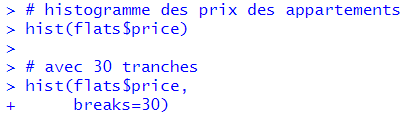 > # histogramme des prix des appartements
> hist(flats$price)
>
> # avec 30 tranches
> hist(flats$price,
+      breaks=30)